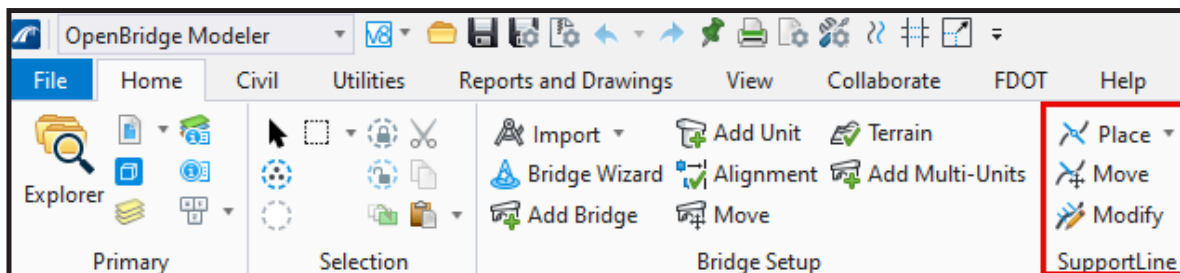 OpenBridge Modeler V8
File Home Civil Utilities Reports and Drawings View Collaborate FDOT Help
Import Add Unit Terrain Place
Explorer Bridge Wizard Alignment Add Multi-Units Move
Add Bridge Move Modify
Primary Selection Bridge Setup SupportLine